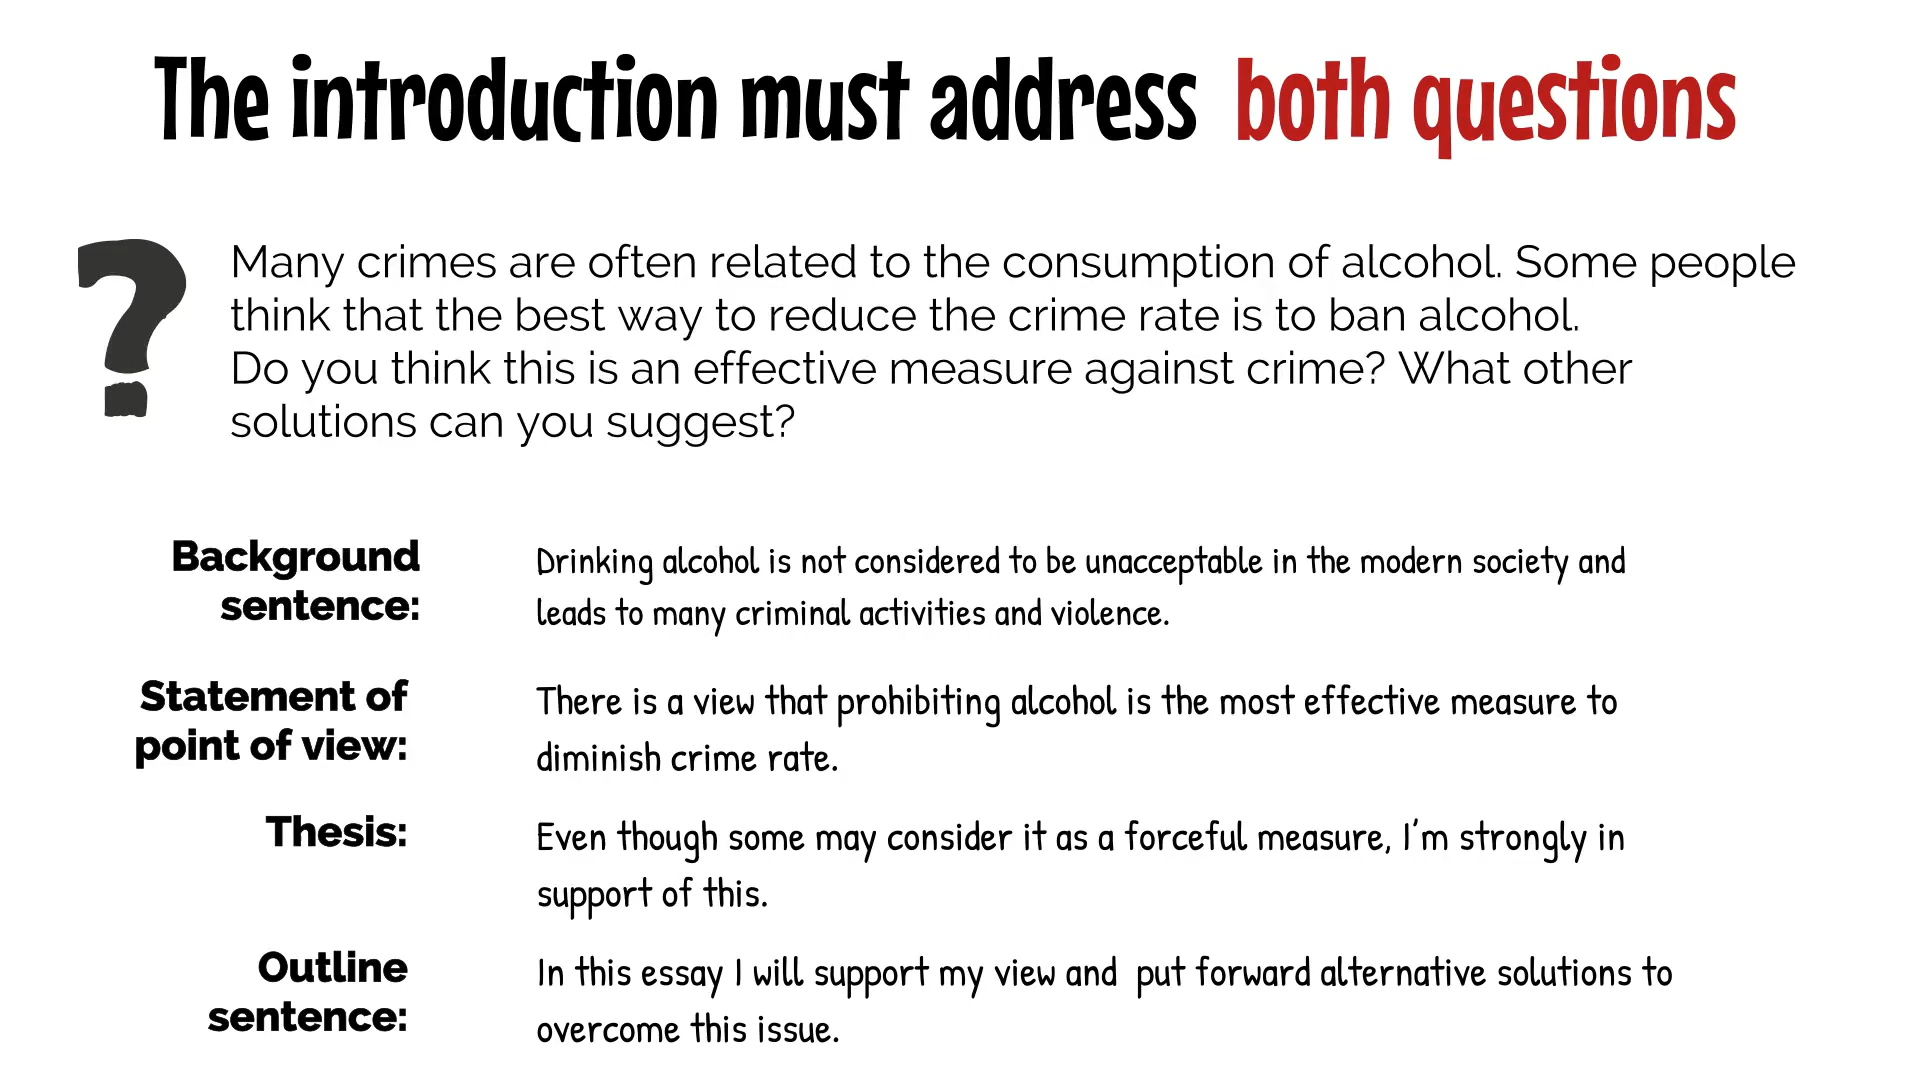 The introduction must address both questions
?
Many crimes are often related to the consumption of alcohol. Some people
think that the best way to reduce the crime rate is to ban alcohol.
Do you think this is an effective measure against crime? What other
solutions can you suggest?
Background
sentence:
Drinking alcohol is not considered to be unacceptable in the modern society and
leads to many criminal activities and violence.
Statement of
point of view:
There is a view that prohibiting alcohol is the most effective measure to
diminish crime rate.
Thesis:
Even though some may consider it as a forceful measure, I'm strongly in
support of this.
Outline
sentence:
In this essay I will support my view and put forward alternative solutions to
overcome this issue.